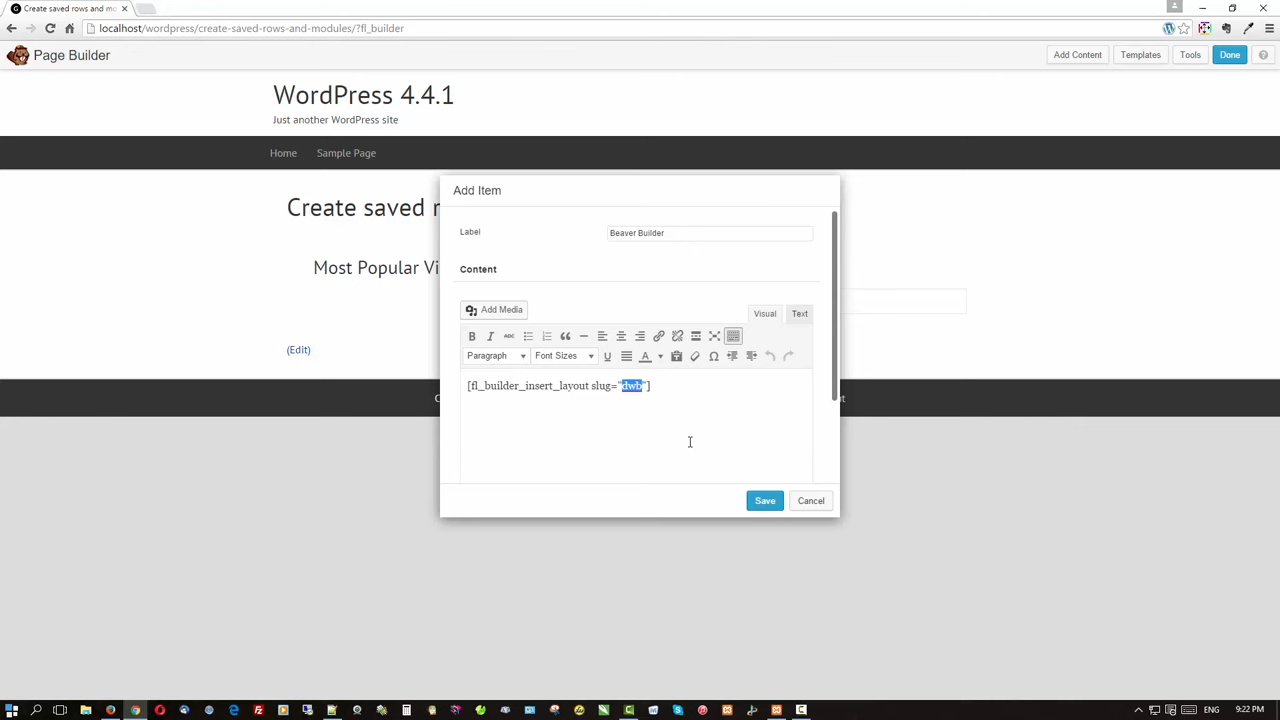 Create saved rows and mo
localhost/wordpress/create-saved-rows-and-modules/?fl_builder
Page Builder
Add Content
Templates
Tools
Done
?
WordPress 4.4.1
Just another WordPress site
Home
Sample Page
Create saved r
Most Popular Vi
(Edit)
Add Item
Label
Beaver Builder
Content
Add Media
Visual
Text
B I ABC
Paragraph
Font Sizes
U
A
[fl_builder_insert_layout slug="dwb"]
Save
Cancel
ENG
9:22 PM